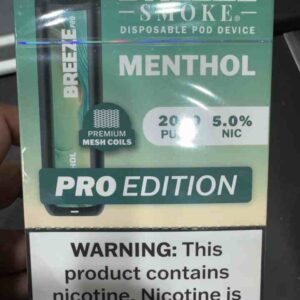 SMOKE®
DISPOSABLE POD DEVICE
MENTHOL
BREEZE PRO
PREMIUM
MESH COILS
5.0%
NIC
PRO EDITION
WARNING: This
product contains
nicotine. Nicotine is